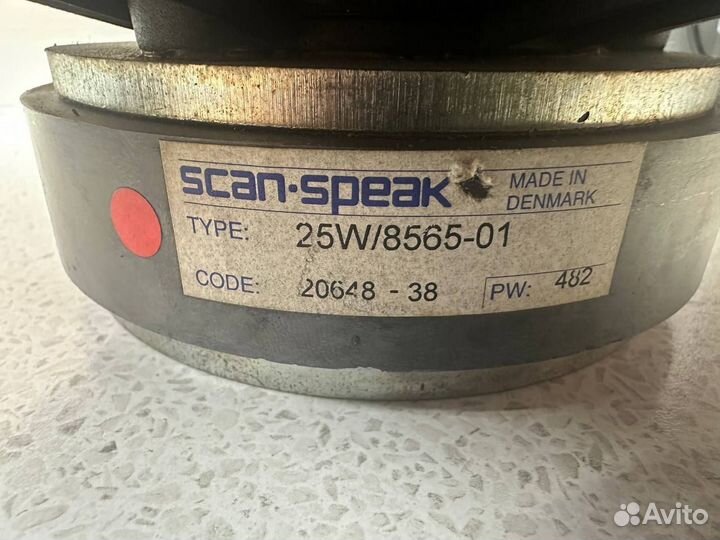 scan-speak
MADE IN
DENMARK
TYPE: 25W/8565-01
CODE: 20648 - 38 PW: 482
Avito